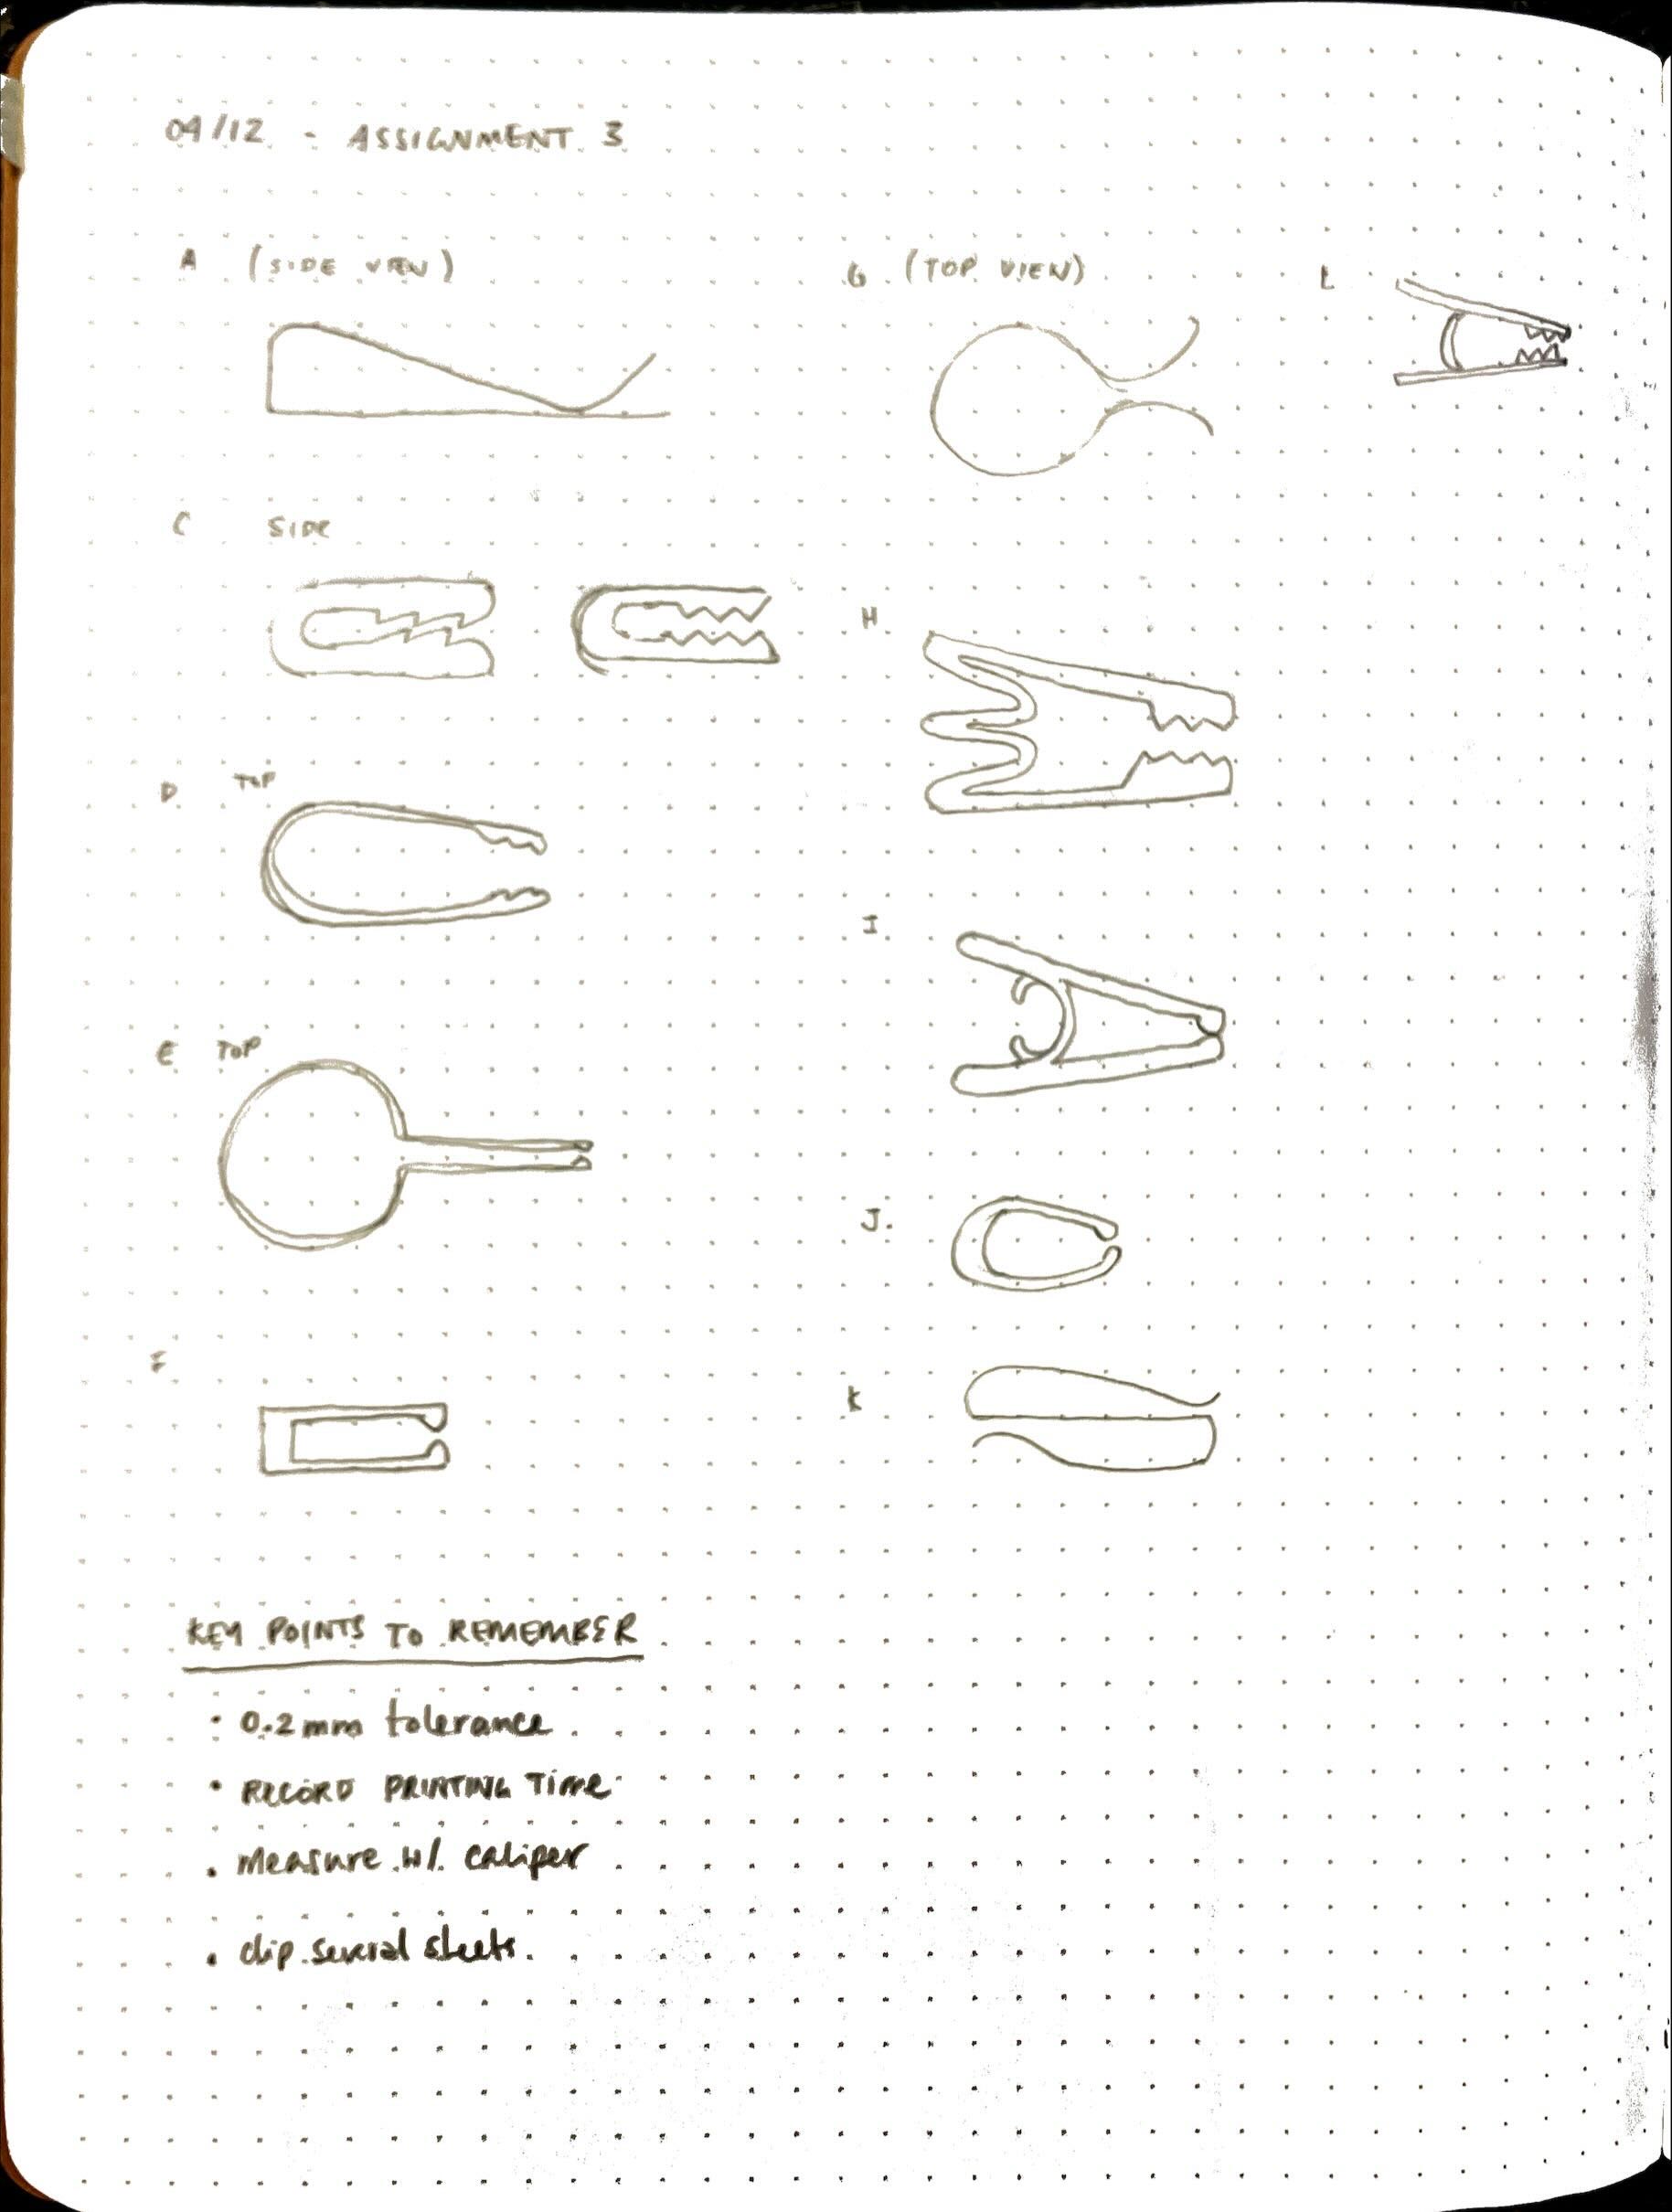 04/12 - ASSIGNMENT 3
A (SIDE VIEW)
G (TOP VIEW)
L
C SIDE
H
D TOP
I
E TOP
J.
F
K
KEY POINTS TO REMEMBER
• 0.2mm tolerance
• RECORD PRINTING Time
• measure w/ caliper
• clip several sheets.